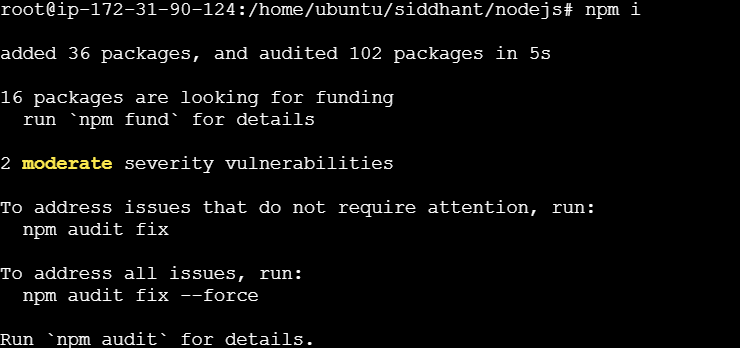 root@ip-172-31-90-124:/home/ubuntu/siddhant/nodejs# npm i
added 36 packages, and audited 102 packages in 5s
16 packages are looking for funding
run `npm fund` for details
2 moderate severity vulnerabilities
To address issues that do not require attention, run:
npm audit fix
To address all issues, run:
npm audit fix --force
Run `npm audit` for details.